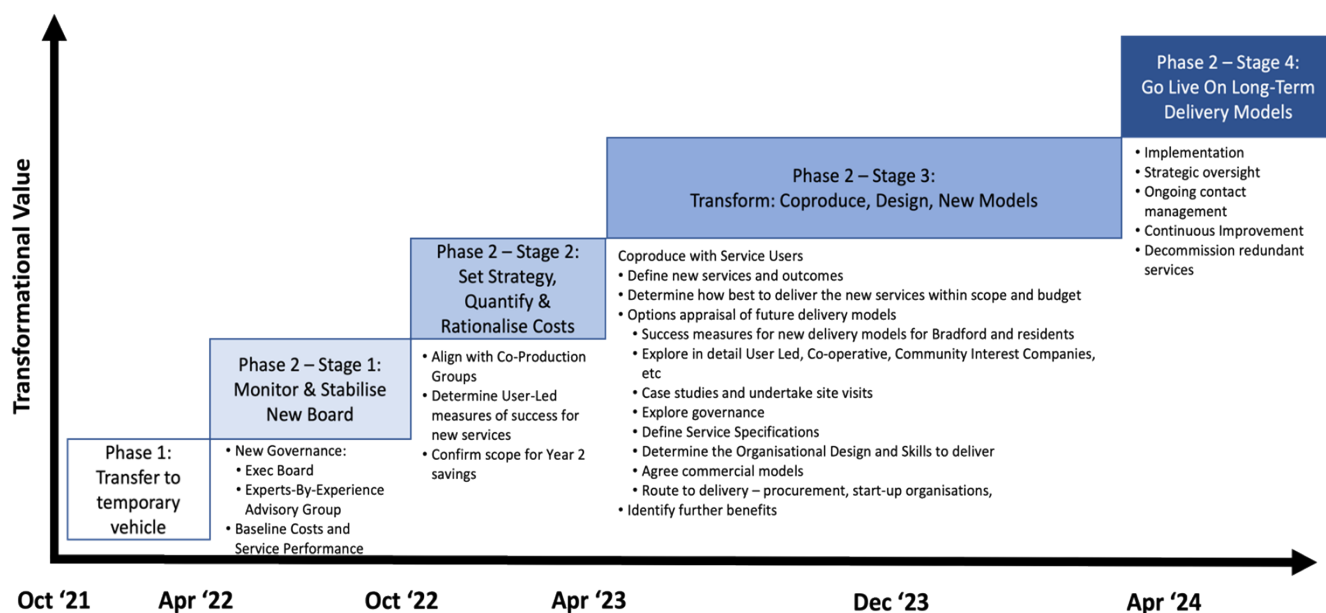 Transformational Value
Phase 1:
Transfer to
temporary
vehicle
Phase 2 – Stage 1:
Monitor & Stabilise
New Board
• New Governance:
• Exec Board
• Experts-By-Experience
Advisory Group
• Baseline Costs and
Service Performance
Phase 2 – Stage 2:
Set Strategy,
Quantify &
Rationalise Costs
• Align with Co-Production
Groups
• Determine User-Led
measures of success for
new services
• Confirm scope for Year 2
savings
Phase 2 – Stage 3:
Transform: Coproduce, Design, New Models
Coproduce with Service Users
• Define new services and outcomes
• Determine how best to deliver the new services within scope and budget
• Options appraisal of future delivery models
• Success measures for new delivery models for Bradford and residents
• Explore in detail User Led, Co-operative, Community Interest Companies,
etc
• Case studies and undertake site visits
• Explore governance
• Define Service Specifications
• Determine the Organisational Design and Skills to deliver
• Agree commercial models
• Route to delivery – procurement, start-up organisations,
• Identify further benefits
Phase 2 – Stage 4:
Go Live On Long-Term
Delivery Models
• Implementation
• Strategic oversight
• Ongoing contact
management
• Continuous Improvement
• Decommission redundant
services
Oct ‘21
Apr ‘22
Oct ‘22
Apr ‘23
Dec ‘23
Apr ‘24